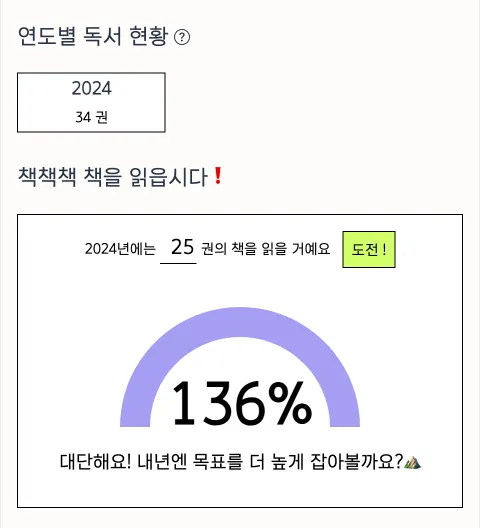 연도별 독서 현황 ?
2024
34 권
책책책 책을 읽읍시다❗
2024년에는 25 권의 책을 읽을 거예요 도전 !
136%
대단해요! 내년엔 목표를 더 높게 잡아볼까요?⛰️